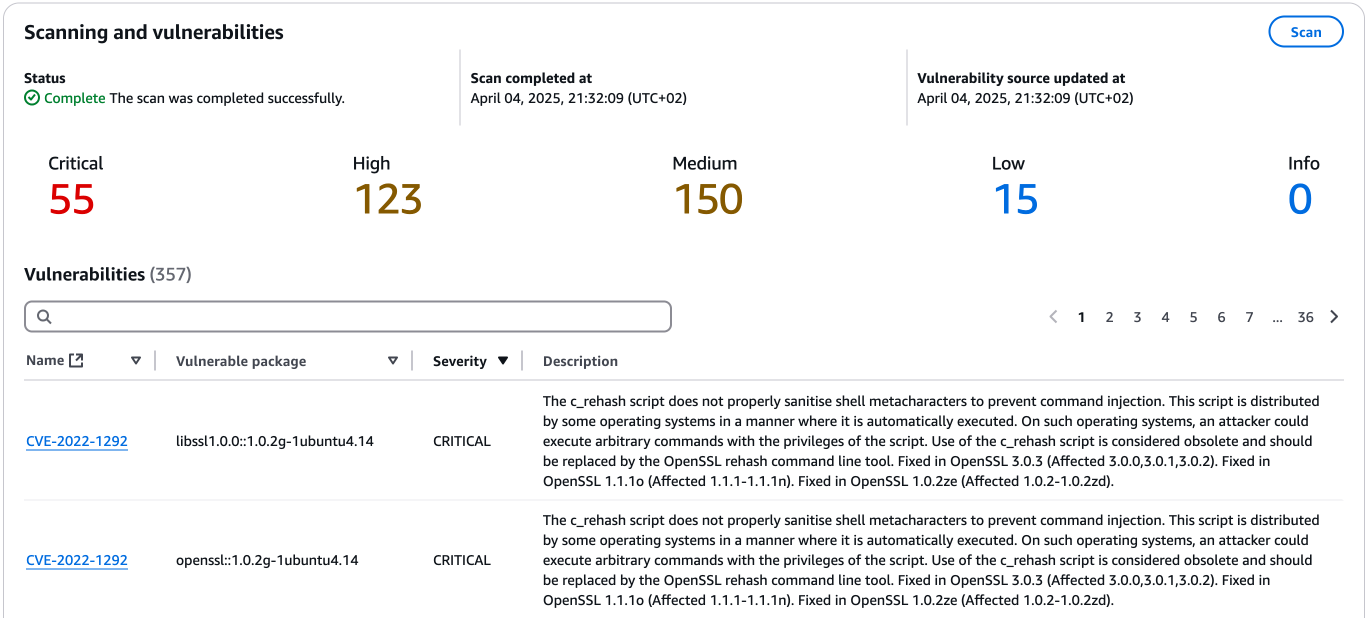 Scanning and vulnerabilities
Scan
Status
Complete The scan was completed successfully.
Scan completed at
April 04, 2025, 21:32:09 (UTC+02)
Vulnerability source updated at
April 04, 2025, 21:32:09 (UTC+02)
Critical
55
High
123
Medium
150
Low
15
Info
0
Vulnerabilities (357)
1 2 3 4 5 6 7 ... 36
Name Vulnerable package Severity Description
CVE-2022-1292
libssl1.0.0::1.0.2g-1ubuntu4.14
CRITICAL
The c_rehash script does not properly sanitise shell metacharacters to prevent command injection. This script is distributed
by some operating systems in a manner where it is automatically executed. On such operating systems, an attacker could
execute arbitrary commands with the privileges of the script. Use of the c_rehash script is considered obsolete and should
be replaced by the OpenSSL rehash command line tool. Fixed in OpenSSL 3.0.3 (Affected 3.0.0,3.0.1,3.0.2). Fixed in
OpenSSL 1.1.1o (Affected 1.1.1-1.1.1n). Fixed in OpenSSL 1.0.2ze (Affected 1.0.2-1.0.2zd).
CVE-2022-1292
openssl::1.0.2g-1ubuntu4.14
CRITICAL
The c_rehash script does not properly sanitise shell metacharacters to prevent command injection. This script is distributed
by some operating systems in a manner where it is automatically executed. On such operating systems, an attacker could
execute arbitrary commands with the privileges of the script. Use of the c_rehash script is considered obsolete and should
be replaced by the OpenSSL rehash command line tool. Fixed in OpenSSL 3.0.3 (Affected 3.0.0,3.0.1,3.0.2). Fixed in
OpenSSL 1.1.1o (Affected 1.1.1-1.1.1n). Fixed in OpenSSL 1.0.2ze (Affected 1.0.2-1.0.2zd).